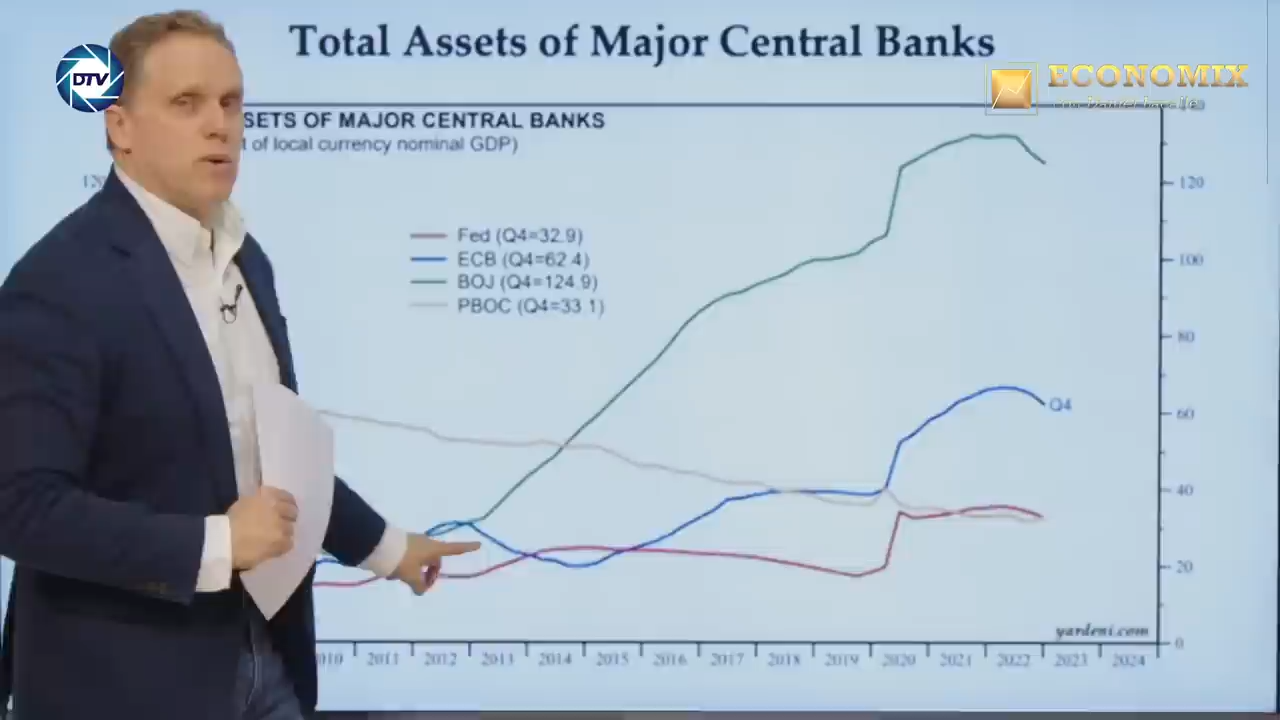 Total Assets of Major Central Banks
DTV
ECONOMIX
SETS OF MAJOR CENTRAL BANKS
of local currency nominal GDP)
Fed (Q4=32.9)
ECB (Q4=62.4)
BOJ (Q4=124.9)
PBOC (Q4=33.1)
120
100
80
60
Q4
40
20
yardeni.com
0
2011 2012 2013 2014 2015 2016 2017 2018 2019 2020 2021 2022 2023 2024